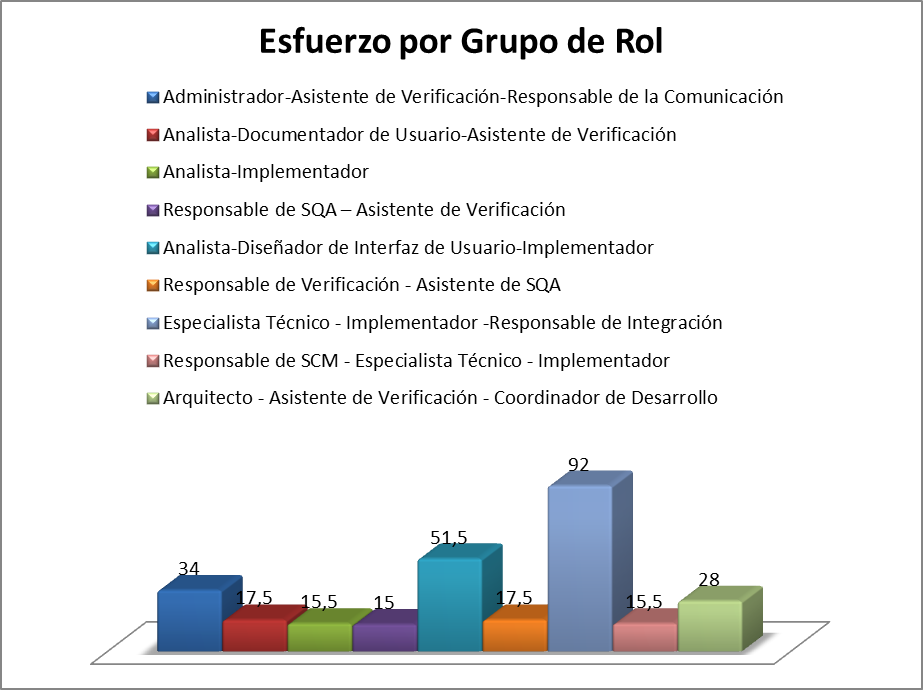 Esfuerzo por Grupo de Rol
Administrador-Asistente de Verificación-Responsable de la Comunicación
Analista-Documentador de Usuario-Asistente de Verificación
Analista-Implementador
Responsable de SQA – Asistente de Verificación
Analista-Diseñador de Interfaz de Usuario-Implementador
Responsable de Verificación - Asistente de SQA
Especialista Técnico - Implementador -Responsable de Integración
Responsable de SCM - Especialista Técnico - Implementador
Arquitecto - Asistente de Verificación - Coordinador de Desarrollo
34
17,5
15,5
15
51,5
17,5
92
15,5
28